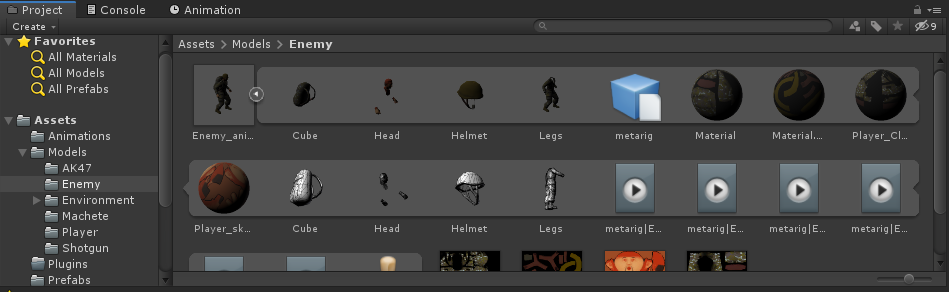 Project Console Animation
Create
9
Favorites
All Materials
All Models
All Prefabs
Assets
Animations
Models
AK47
Enemy
Environment
Machete
Player
Shotgun
Plugins
Prefabs
Assets > Models > Enemy
Enemy_ani... Cube Head Helmet Legs metarig Material Material.... Player_Cl...
Player_sk... Cube Head Helmet Legs metarig|E... metarig|E... metarig|E... metarig|E...